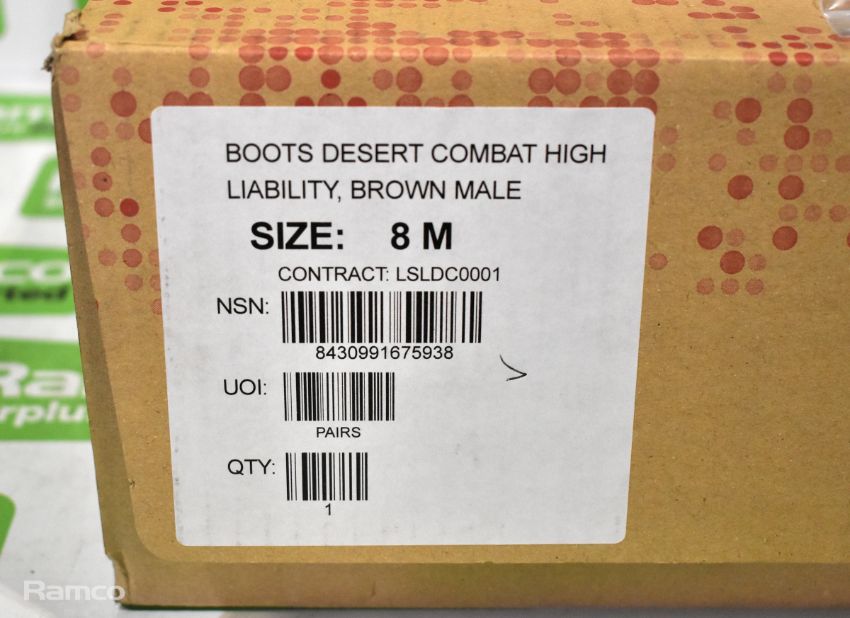 BOOTS DESERT COMBAT HIGH
LIABILITY, BROWN MALE
SIZE: 8 M
CONTRACT: LSLDC0001
NSN:
8430991675938
UOI:
PAIRS
QTY:
1
Ramco